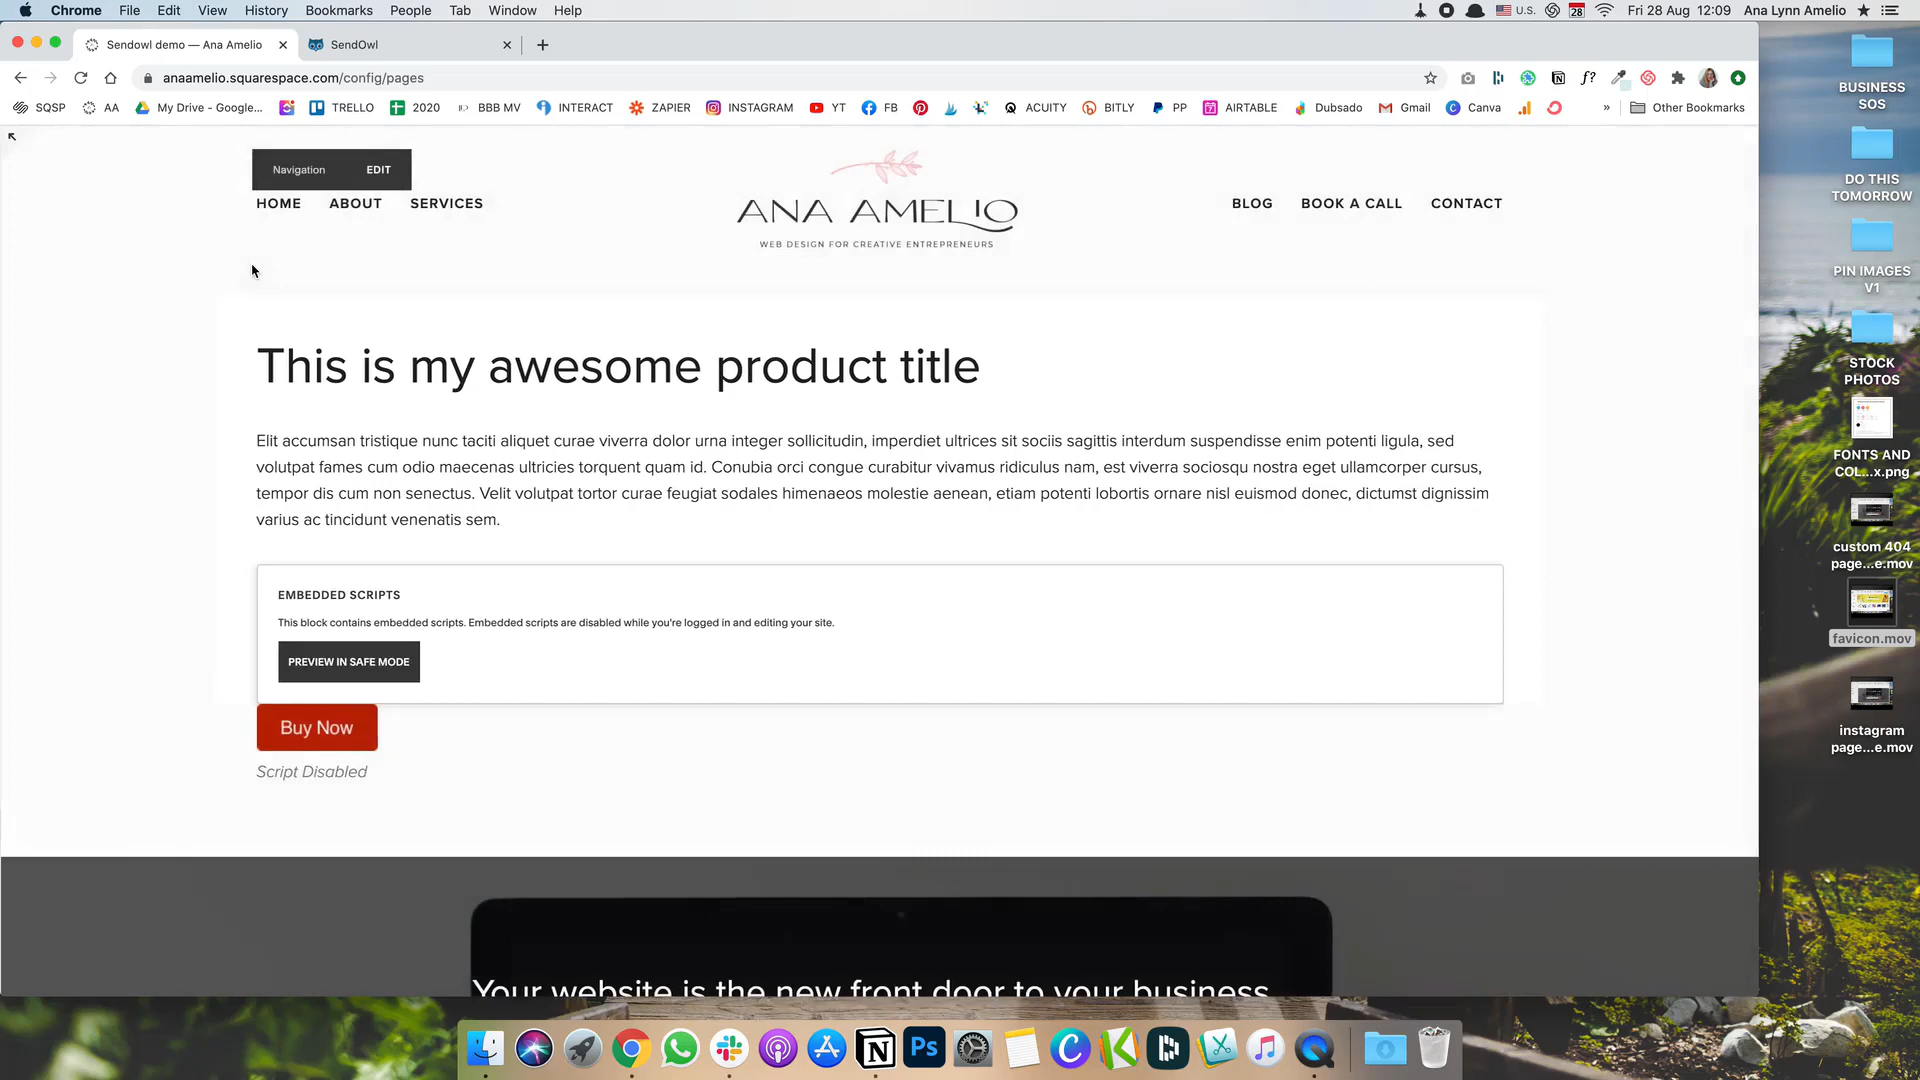 Chrome File Edit View History Bookmarks People Tab Window Help
U.S. 28 Fri 28 Aug 12:09 Ana Lynn Amelio
Sendowl demo — Ana Amelio
SendOwl
anaamelio.squarespace.com/config/pages
SQSP AA My Drive - Google... TRELLO 2020 BBB MV INTERACT ZAPIER INSTAGRAM YT FB ACUITY BITLY PP AIRTABLE Dubsado Gmail Canva » Other Bookmarks
Navigation EDIT
HOME ABOUT SERVICES
ANA AMELIO
WEB DESIGN FOR CREATIVE ENTREPRENEURS
BLOG BOOK A CALL CONTACT
This is my awesome product title
Elit accumsan tristique nunc taciti aliquet curae viverra dolor urna integer sollicitudin, imperdiet ultrices sit sociis sagittis interdum suspendisse enim potenti ligula, sed
volutpat fames cum odio maecenas ultricies torquent quam id. Conubia orci congue curabitur vivamus ridiculus nam, est viverra sociosqu nostra eget ullamcorper cursus,
tempor dis cum non senectus. Velit volutpat tortor curae feugiat sodales himenaeos molestie aenean, etiam potenti lobortis ornare nisl euismod donec, dictumst dignissim
varius ac tincidunt venenatis sem.
EMBEDDED SCRIPTS
This block contains embedded scripts. Embedded scripts are disabled while you're logged in and editing your site.
PREVIEW IN SAFE MODE
Buy Now
Script Disabled
Your website is the new front door to your business
BUSINESS
SOS
DO THIS
TOMORROW
PIN IMAGES
V1
STOCK
PHOTOS
FONTS AND
COL...x.png
custom 404
page...e.mov
favicon.mov
instagram
page...e.mov
Ps